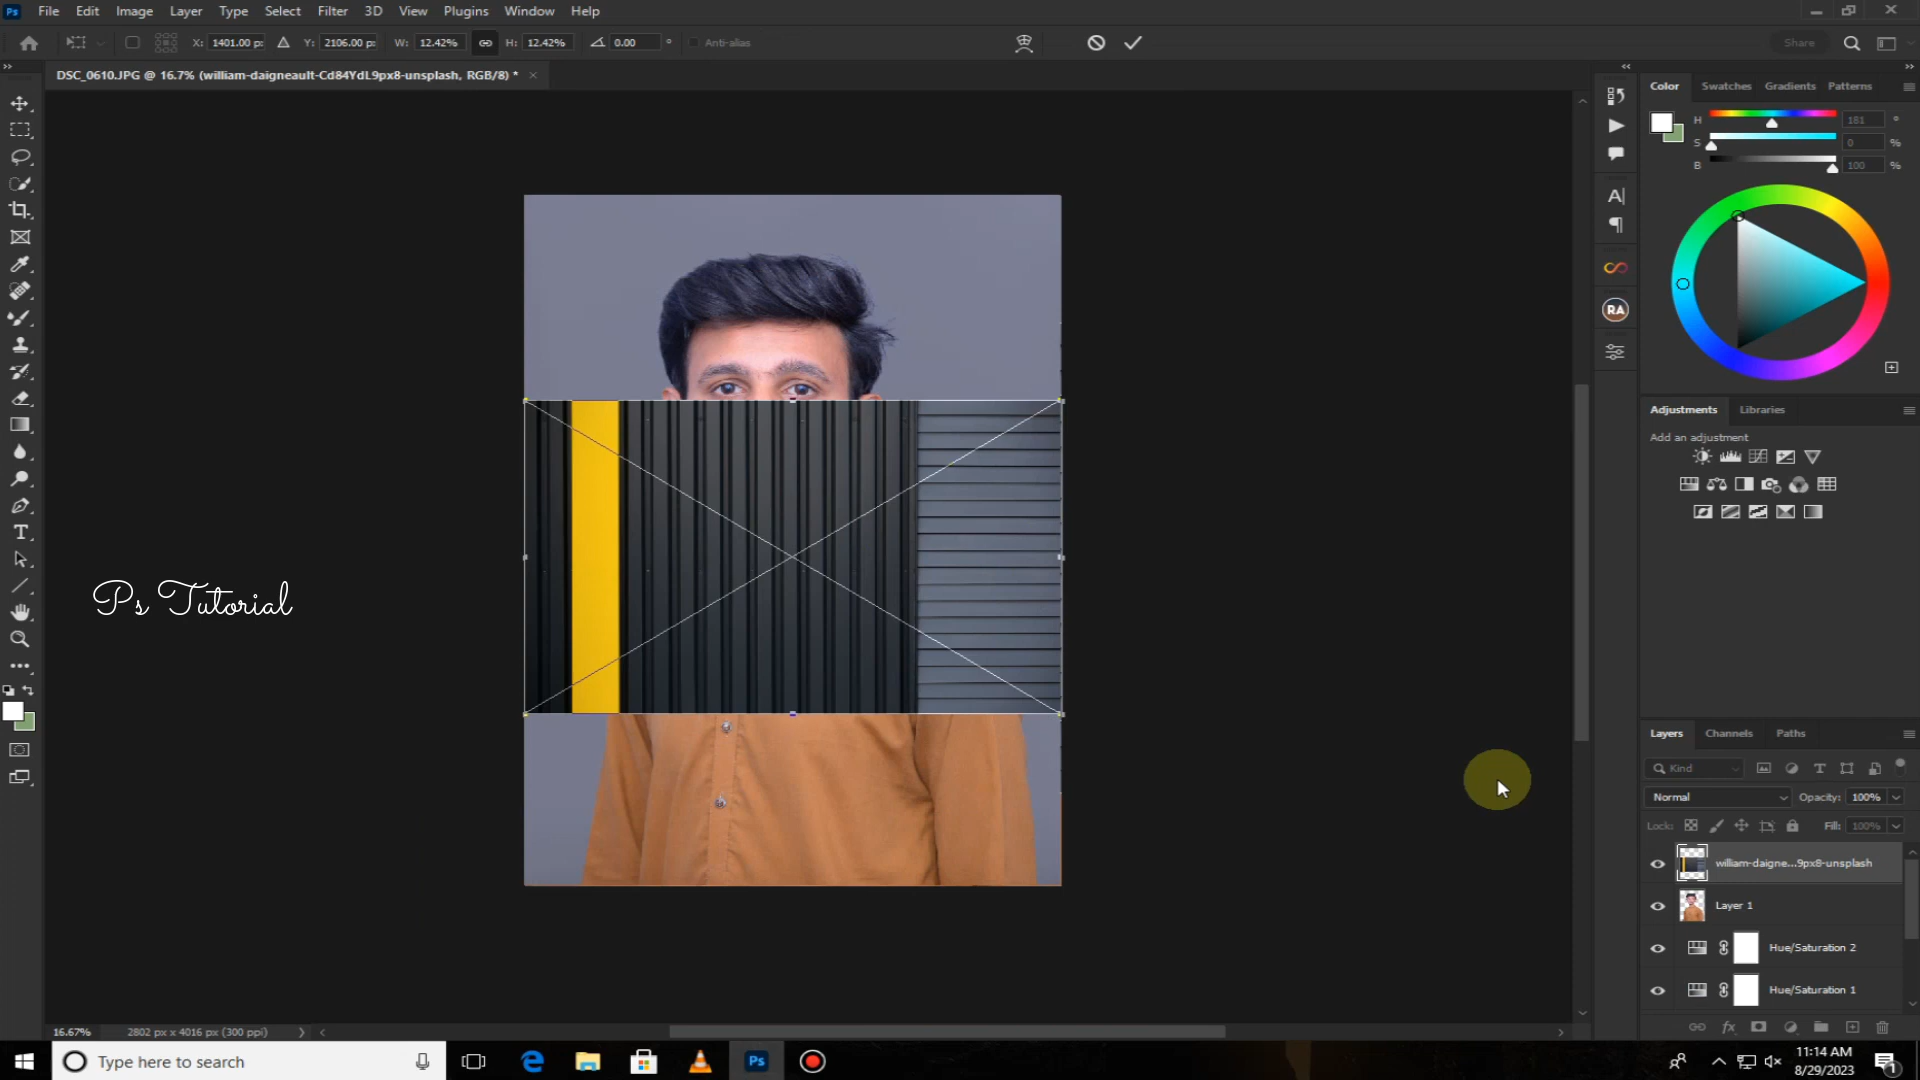 Ps File Edit Image Layer Type Select Filter 3D View Plugins Window Help
X: 1401.00 p: Y: 2106.00 p: W: 12.42% H: 12.42% 0.00 ° Anti-alias Share
DSC_0610.JPG @ 16.7% (william-daigneault-Cd84YdL9px8-unsplash, RGB/8) * ×
Color Swatches Gradients Patterns
H 181 °
S 0 %
B 100 %
RA
Adjustments Libraries
Add an adjustment
Ps Tutorial
Layers Channels Paths
Kind
Normal Opacity: 100%
Lock: Fill: 100%
william-daigne...9px8-unsplash
Layer 1
Hue/Saturation 2
Hue/Saturation 1
16.67% 2802 px x 4016 px (300 ppi)
Type here to search Ps 11:14 AM
8/29/2023 1